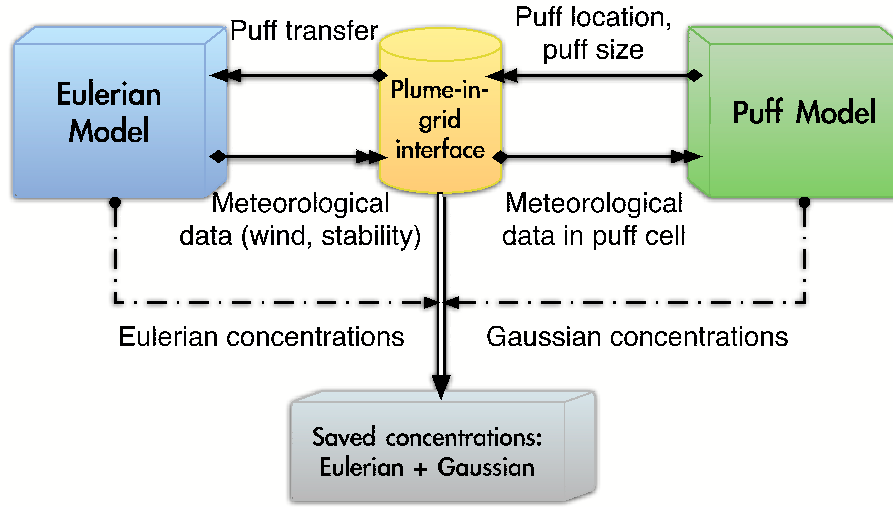 Puff transfer
Puff location,
puff size
Eulerian
Model
Plume-in-
grid
interface
Puff Model
Meteorological
data (wind, stability)
Meteorological
data in puff cell
Eulerian concentrations
Gaussian concentrations
Saved concentrations:
Eulerian + Gaussian